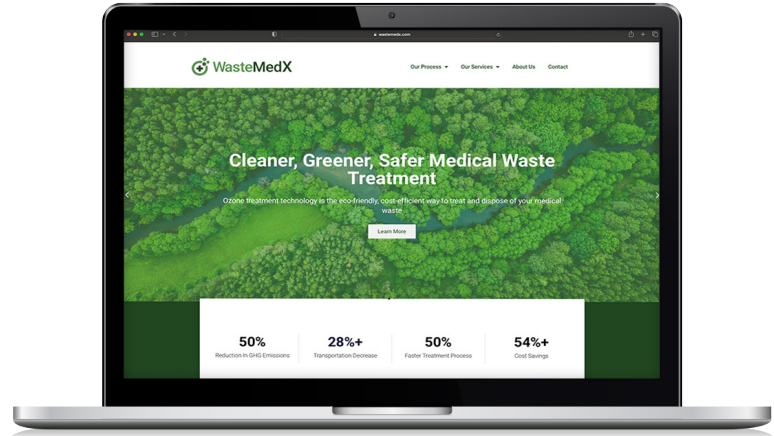 wastemedx.com
WasteMedX
Our Process Our Services About Us Contact
Cleaner, Greener, Safer Medical Waste
Treatment
Ozone treatment technology is the eco-friendly, cost-efficient way to treat and dispose of your medical
waste
Learn More
50% 28%+ 50% 54%+
Reduction In GHG Emissions Transportation Decrease Faster Treatment Process Cost Savings